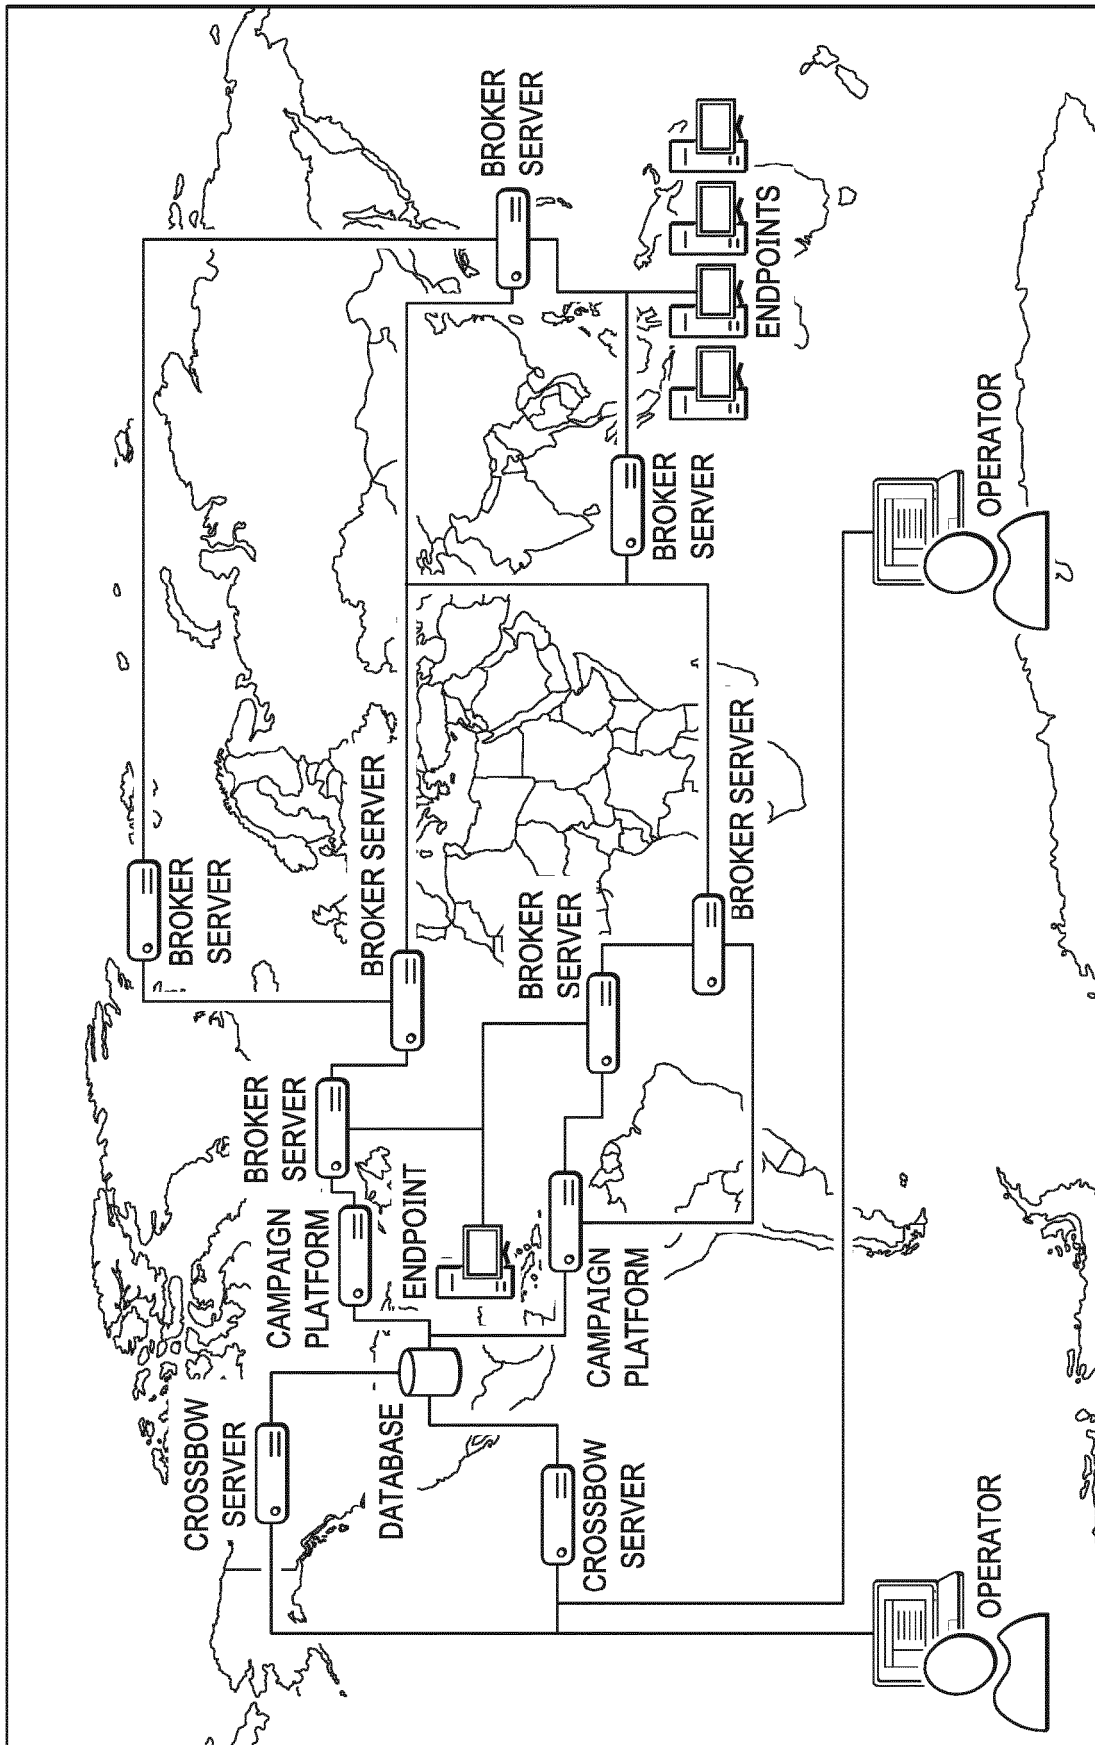 CROSSBOW
SERVER
CAMPAIGN
PLATFORM
BROKER
SERVER
BROKER
SERVER
BROKER SERVER
BROKER
SERVER
DATABASE
ENDPOINT
CROSSBOW
SERVER
CAMPAIGN
PLATFORM
BROKER
SERVER
BROKER SERVER
BROKER
SERVER
ENDPOINTS
OPERATOR
OPERATOR